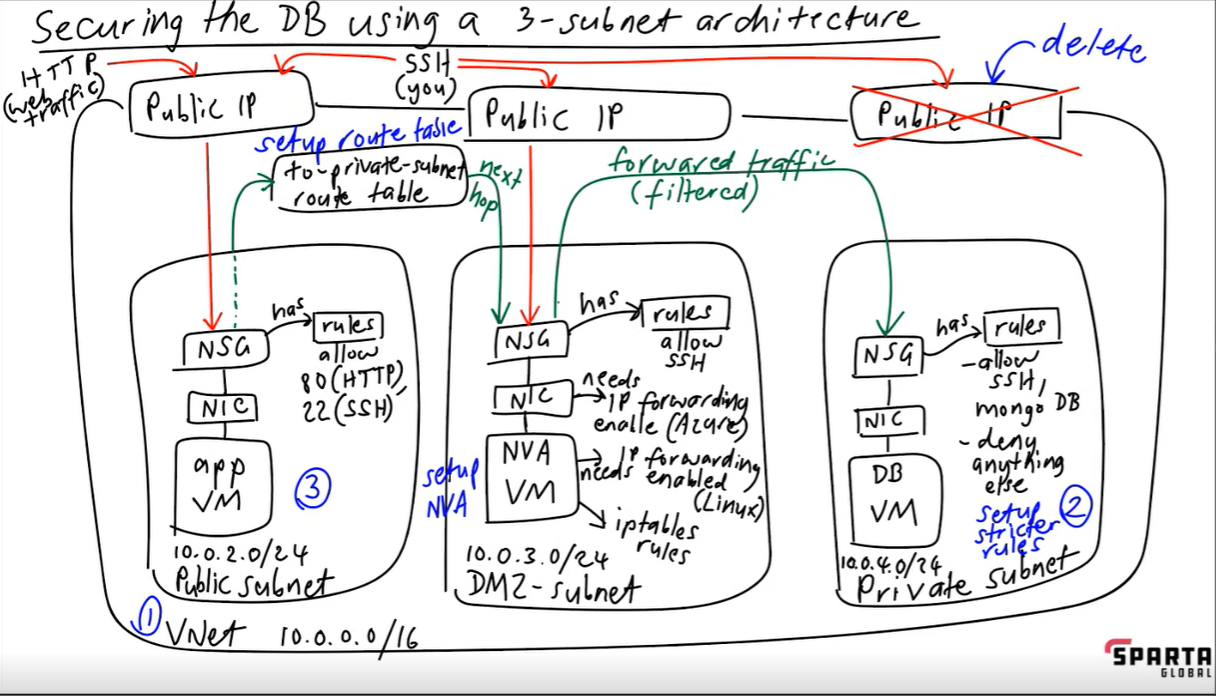 Securing the DB using a 3-subnet architecture
HTTP
(web
traffic)
SSH
(you)
delete
Public IP
Public IP
Public IP
setup route table
to-private-subnet
route table
next
hop
forwared traffic
(filtered)
NSG
has
rules
allow
80 (HTTP),
22 (SSH)
NIC
app
VM
3
10.0.2.0/24
Public subnet
NSG
has
rules
allow
SSH
NIC
needs
IP forwarding
enable (Azure)
setup
NVA
NVA
VM
needs IP forwarding
enabled
(Linux)
iptables
rules
10.0.3.0/24
DMZ-subnet
NSG
has
rules
-allow
SSH,
mongo DB
- deny
anything
else
NIC
DB
VM
setup
stricter
rules
2
10.0.4.0/24
Private subnet
1
VNet 10.0.0.0/16
SPARTA
GLOBAL